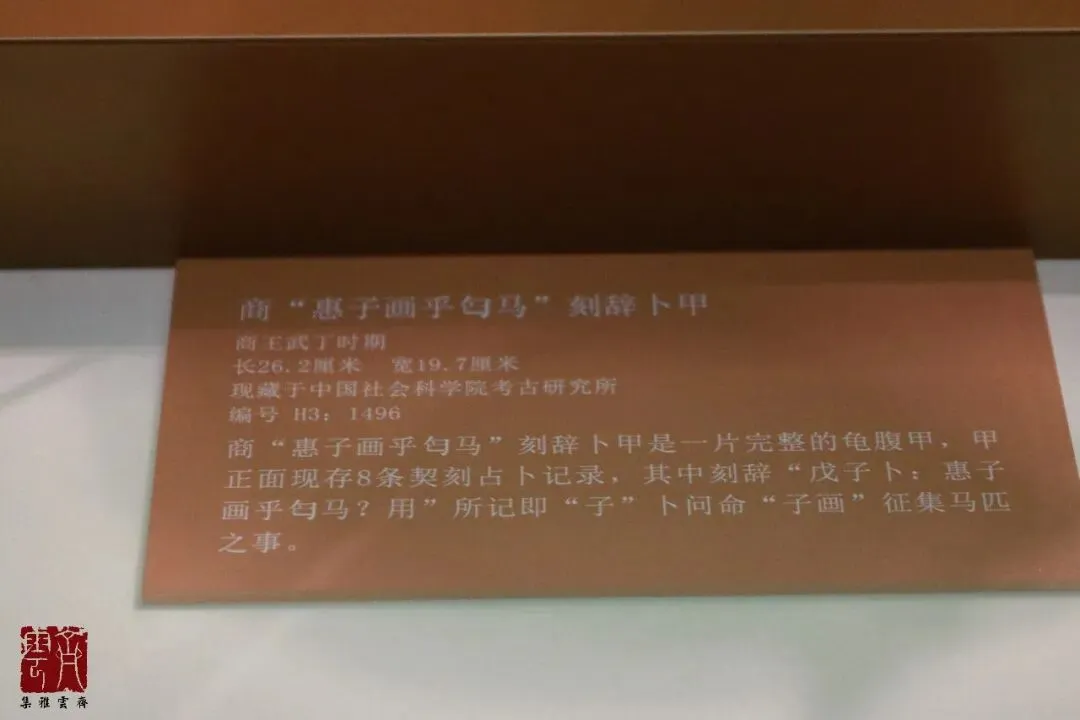 商“惠子画乎匄马”刻辞卜甲
商王武丁时期
长26.2厘米 宽19.7厘米
现藏于中国社会科学院考古研究所
编号 H3：1496
商“惠子画乎匄马”刻辞卜甲是一片完整的龟腹甲，甲
正面现存8条契刻占卜记录，其中刻辞“戊子卜：惠子
画乎匄马？用”所记即“子”卜问命“子画”征集马匹
之事。
雲齊
集雅雲齊